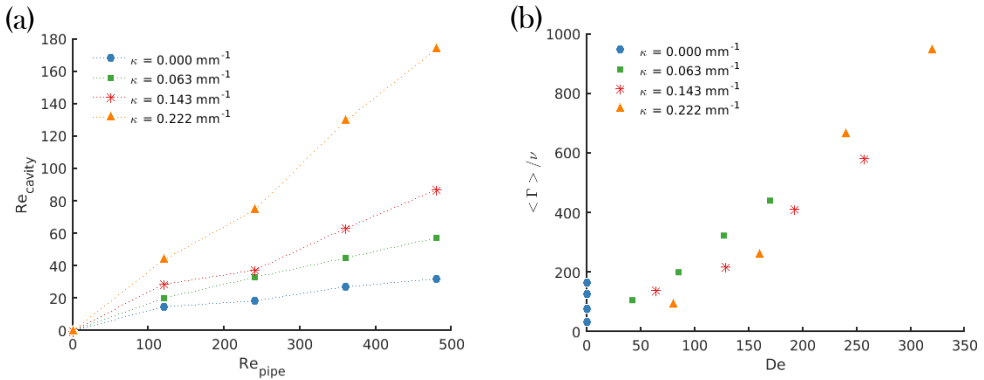 (a)
180
160
140
120
100
80
60
40
20
0
Re_cavity
κ = 0.000 mm⁻¹
κ = 0.063 mm⁻¹
κ = 0.143 mm⁻¹
κ = 0.222 mm⁻¹
0 100 200 300 400 500
Re_pipe
(b)
1000
800
600
400
200
0
< Γ > /ν
κ = 0.000 mm⁻¹
κ = 0.063 mm⁻¹
κ = 0.143 mm⁻¹
κ = 0.222 mm⁻¹
0 50 100 150 200 250 300 350
De